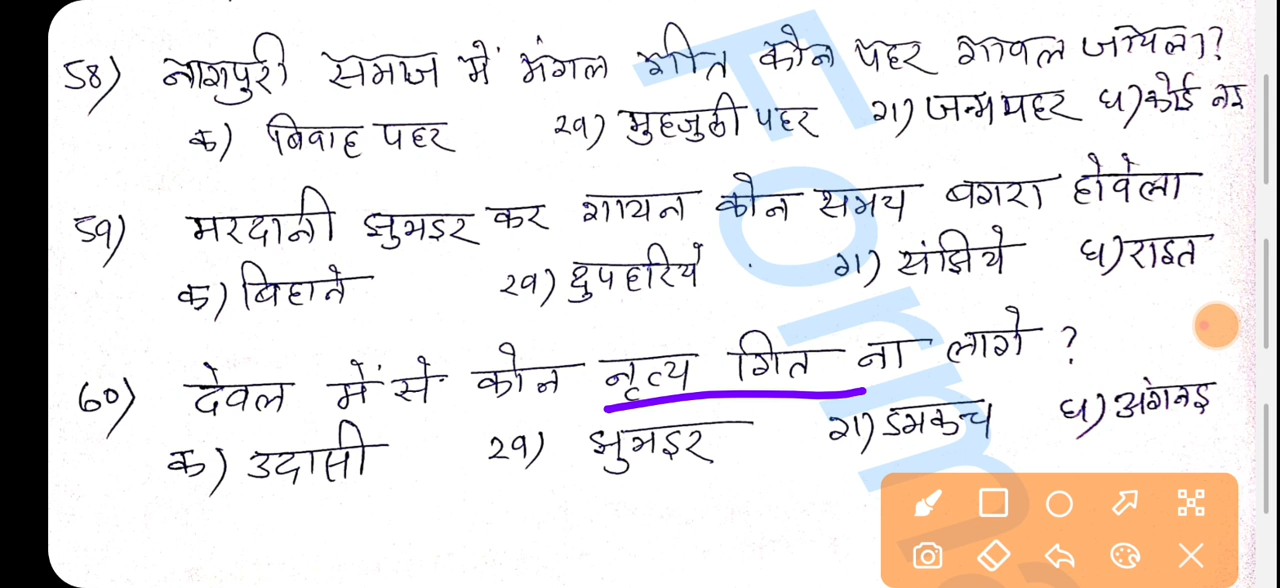 58) नागपुरी समाज में मंगल गीत कोन पहर गावल जायला?
क) बिवाह पहर ख) मुहजुठी पहर ग) जन्म पहर घ) कोई नइ
59) मरदानी झुमइर कर गायन कोन समय बगरा होवेला
क) बिहाने ख) दुपहरिये ग) संझिये घ) राइत
60) देवल में से कोन नृत्य गित ना लागे ?
क) उदासी ख) झुमइर ग) डमकच घ) अंगनइ